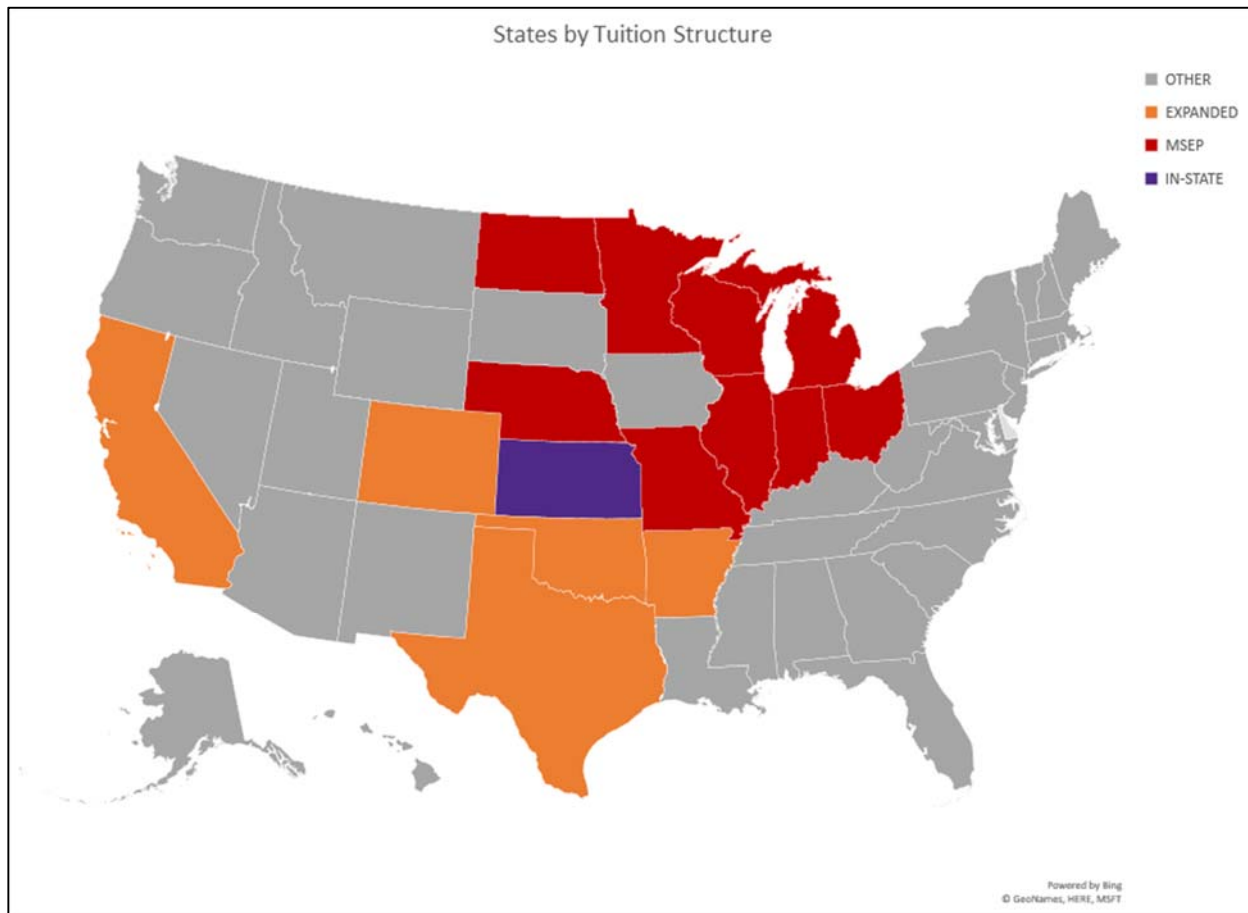 States by Tuition Structure
OTHER
EXPANDED
MSEP
IN-STATE
Powered by Bing
© GeoNames, HERE, MSFT